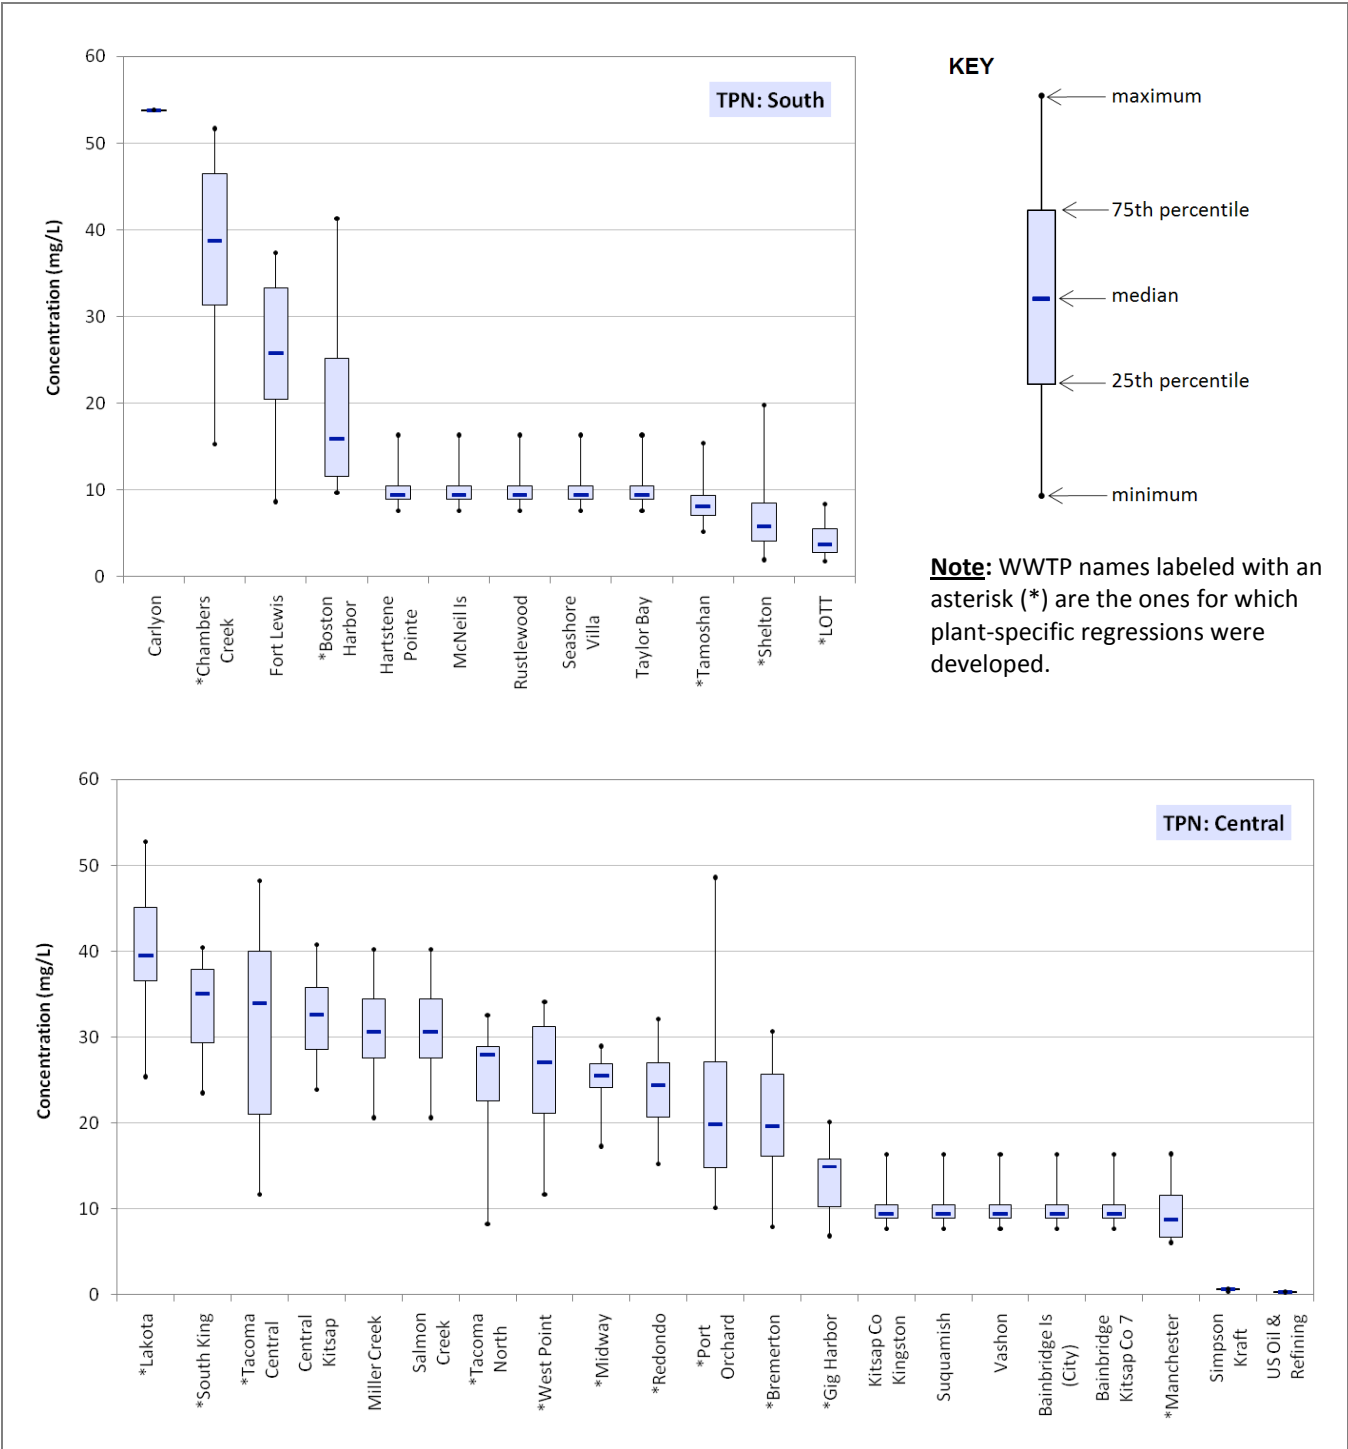 60
50
40
30
20
10
0
Concentration (mg/L)
TPN: South
Carlyon
*Chambers
Creek
Fort Lewis
*Boston
Harbor
Hartstene
Pointe
McNeil Is
Rustlewood
Seashore
Villa
Taylor Bay
*Tamoshan
*Shelton
*LOTT
KEY
maximum
75th percentile
median
25th percentile
minimum
Note: WWTP names labeled with an
asterisk (*) are the ones for which
plant-specific regressions were
developed.
60
50
40
30
20
10
0
Concentration (mg/L)
TPN: Central
*Lakota
*South King
*Tacoma
Central
Central
Kitsap
Miller Creek
Salmon
Creek
*Tacoma
North
*West Point
*Midway
*Redondo
*Port
Orchard
*Bremerton
*Gig Harbor
Kitsap Co
Kingston
Suquamish
Vashon
Bainbridge Is
(City)
Bainbridge
Kitsap Co 7
*Manchester
Simpson
Kraft
US Oil &
Refining